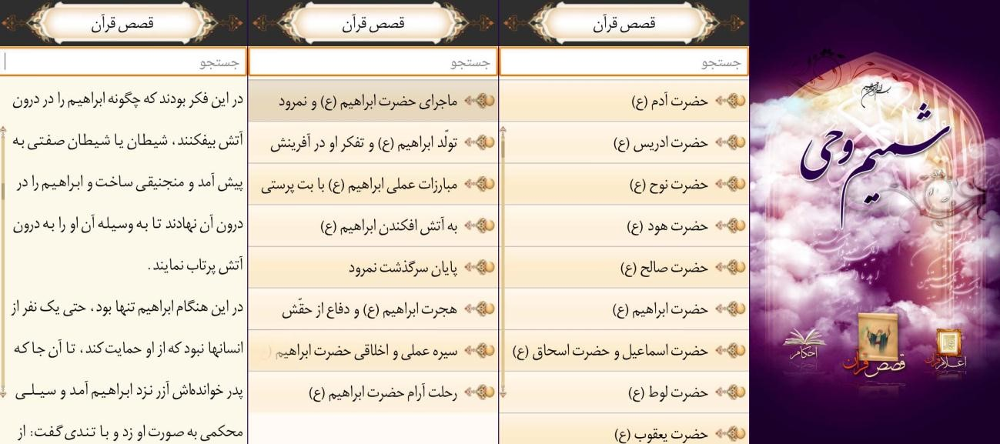 بسم الله الرحمن الرحیم
شمیم وحی
اعلام قرآن
قصص قرآن
احکام
قصص قرآن
جستجو
حضرت آدم (ع)
حضرت ادریس (ع)
حضرت نوح (ع)
حضرت هود (ع)
حضرت صالح (ع)
حضرت ابراهیم (ع)
حضرت اسماعیل و حضرت اسحاق (ع)
حضرت لوط (ع)
حضرت یعقوب (ع)
قصص قرآن
جستجو
ماجرای حضرت ابراهیم (ع) و نمرود
تولّد ابراهیم (ع) و تفکر او در آفرینش
مبارزات عملی ابراهیم (ع) با بت پرستی
به آتش افکندن ابراهیم (ع)
پایان سرگذشت نمرود
هجرت ابراهیم (ع) و دفاع از حقّش
سیره عملی و اخلاقی حضرت ابراهیم (
رحلت آرام حضرت ابراهیم (ع)
قصص قرآن
جستجو
در این فکر بودند که چگونه ابراهیم را در درون
آتش بیفکنند، شیطان یا شیطان صفتی به
پیش آمد و منجنیقی ساخت و ابراهیم را در
درون آن نهادند تا به وسیله آن او را به درون
آتش پرتاب نمایند.
در این هنگام ابراهیم تنها بود، حتی یک نفر از
انسانها نبود که از او حمایت کند، تا آن جا که
پدر خوانده‌اش آزر نزد ابراهیم آمد و سیلی
محکمی به صورت او زد و با تندی گفت: از